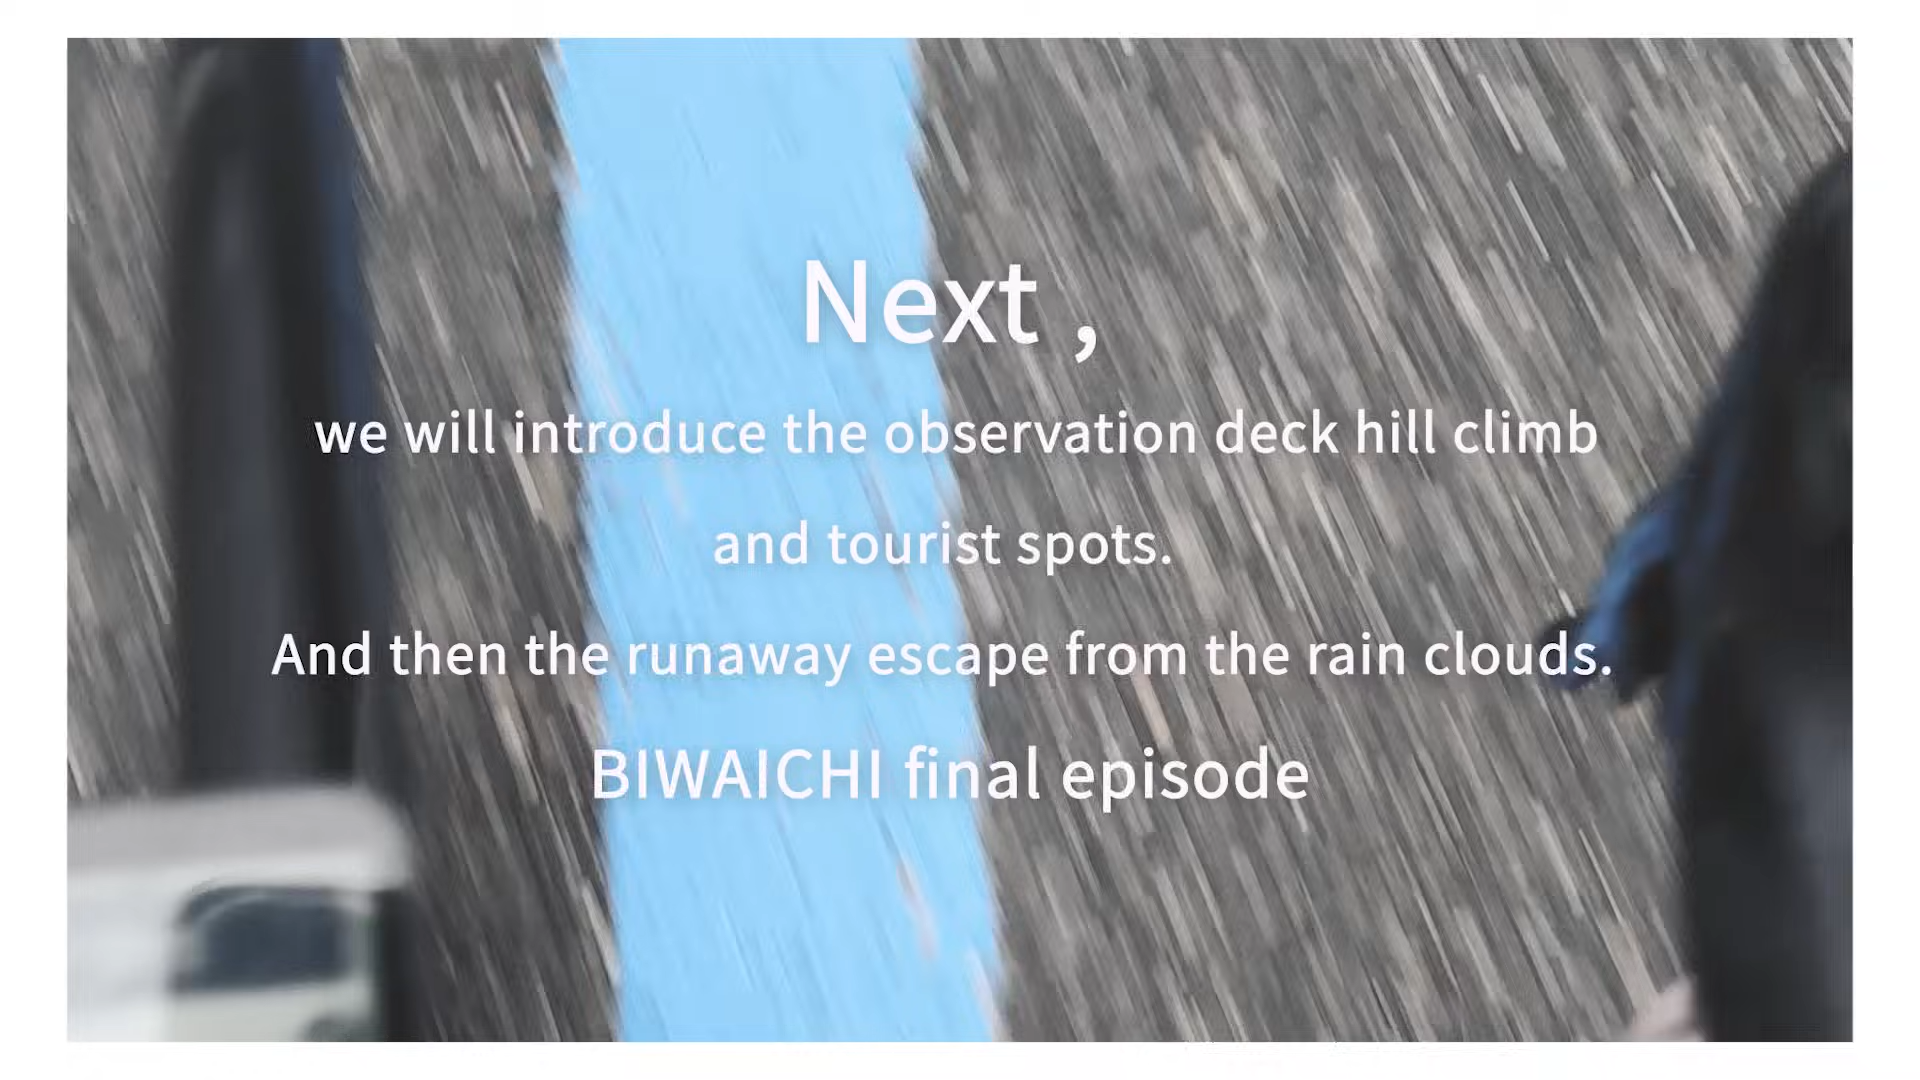 Next ,
we will introduce the observation deck hill climb
and tourist spots.
And then the runaway escape from the rain clouds.
BIWAICHI final episode